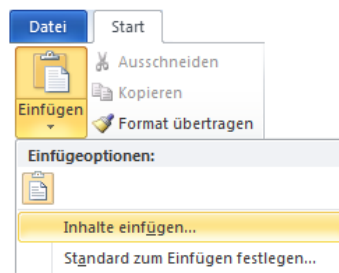 Datei Start
Ausschneiden
Kopieren
Einfügen
Format übertragen
Einfügeoptionen:
Inhalte einfügen...
Standard zum Einfügen festlegen...